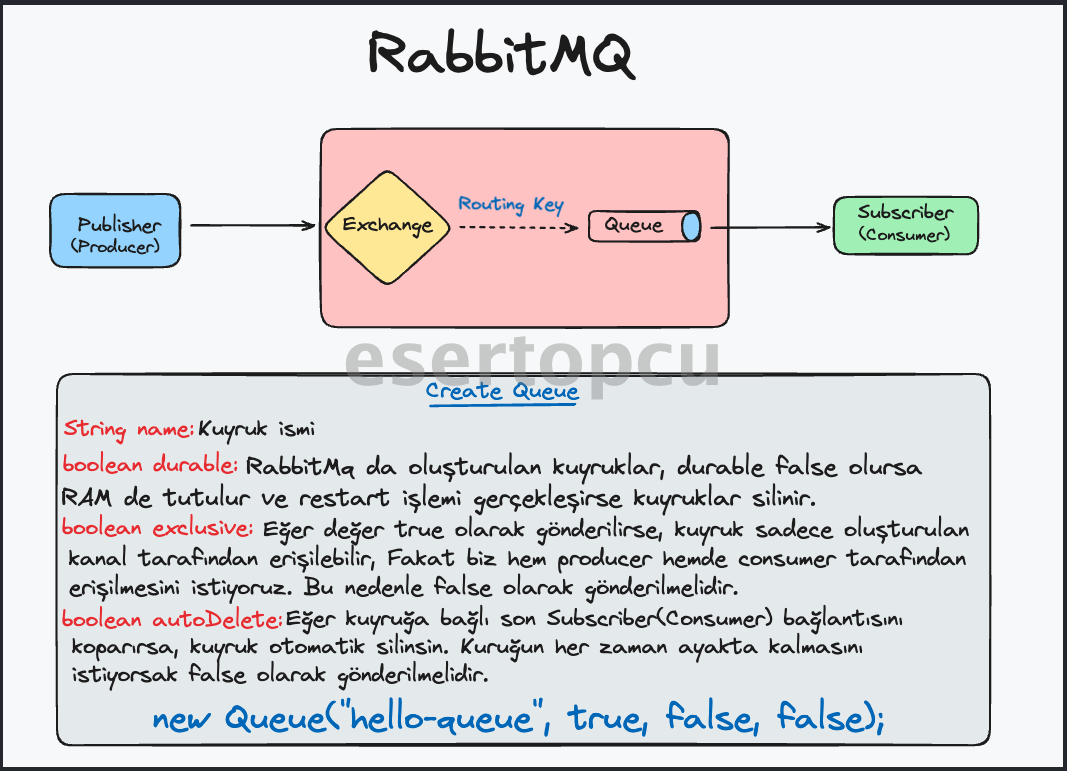 RabbitMQ
Publisher
(Producer)
Exchange
Routing Key
Queue
Subscriber
(Consumer)
esertopcu
Create Queue
String name: Kuyruk ismi
boolean durable: RabbitMq da oluşturulan kuyruklar, durable false olursa
RAM de tutulur ve restart işlemi gerçekleşirse kuyruklar silinir.
boolean exclusive: Eğer değer true olarak gönderilirse, kuyruk sadece oluşturulan
kanal tarafından erişilebilir, Fakat biz hem producer hemde consumer tarafından
erişilmesini istiyoruz. Bu nedenle false olarak gönderilmelidir.
boolean autoDelete: Eğer kuyruğa bağlı son Subscriber(Consumer) bağlantısını
koparırsa, kuyruk otomatik silinsin. Kuruğun her zaman ayakta kalmasını
istiyorsak false olarak gönderilmelidir.
new Queue("hello-queue", true, false, false);